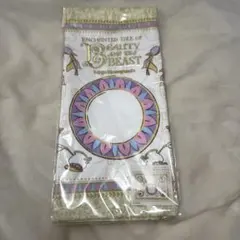 ENCHANTED TALE OF
BEAUTY AND THE
BEAST